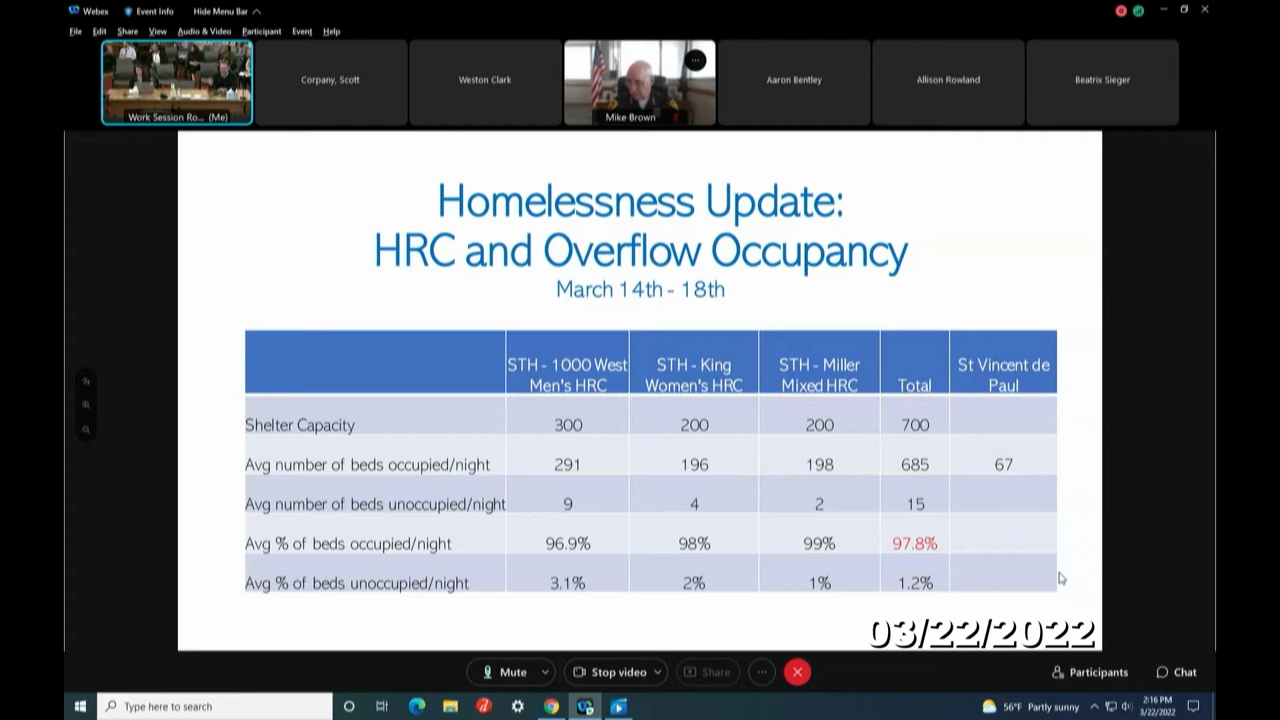 Webex Event Info Hide Menu Bar
File Edit Share View Audio & Video Participant Event Help
Work Session Ro... (Me)
Corpany, Scott
Weston Clark
Mike Brown
Aaron Bentley
Allison Rowland
Beatrix Sieger
Homelessness Update:
HRC and Overflow Occupancy
March 14th - 18th
STH - 1000 West Men's HRC STH - King Women's HRC STH - Miller Mixed HRC Total St Vincent de Paul
Shelter Capacity 300 200 200 700
Avg number of beds occupied/night 291 196 198 685 67
Avg number of beds unoccupied/night 9 4 2 15
Avg % of beds occupied/night 96.9% 98% 99% 97.8%
Avg % of beds unoccupied/night 3.1% 2% 1% 1.2%
03/22/2022
Mute Stop video Share Participants Chat
Type here to search 56°F Partly sunny 2:16 PM
3/22/2022